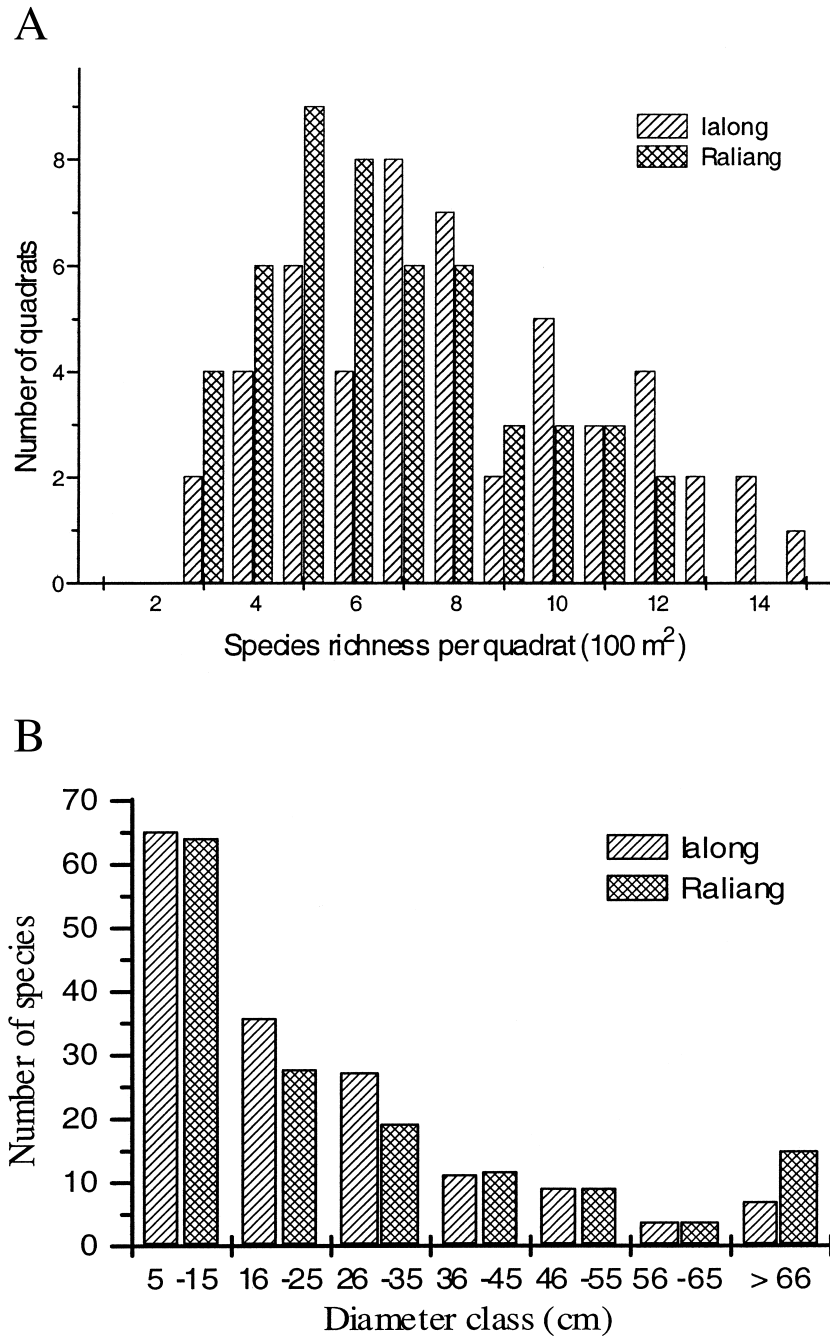 A
Ialong
Raliang
8
6
4
2
0
Number of quadrats
2 4 6 8 10 12 14
Species richness per quadrat (100 m²)
B
70
60
50
40
30
20
10
0
Ialong
Raliang
Number of species
5 -15 16 -25 26 -35 36 -45 46 -55 56 -65 > 66
Diameter class (cm)